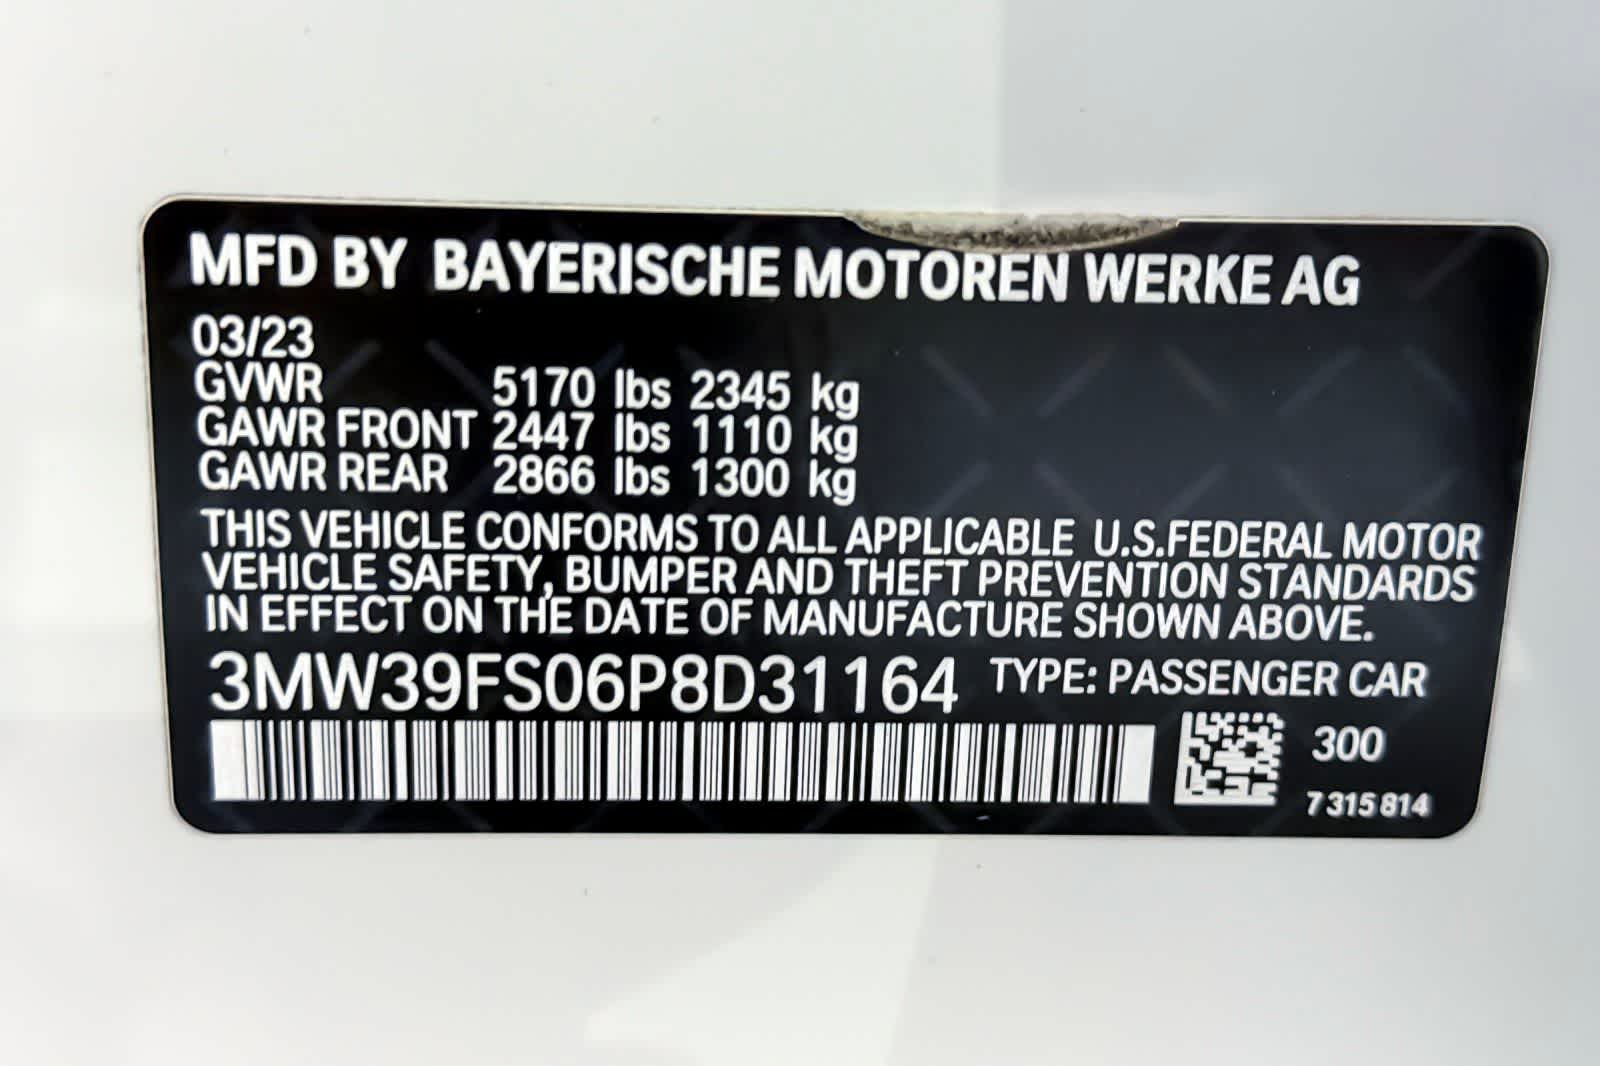 MFD BY BAYERISCHE MOTOREN WERKE AG
03/23
GVWR 5170 lbs 2345 kg
GAWR FRONT 2447 lbs 1110 kg
GAWR REAR 2866 lbs 1300 kg
THIS VEHICLE CONFORMS TO ALL APPLICABLE U.S.FEDERAL MOTOR
VEHICLE SAFETY, BUMPER AND THEFT PREVENTION STANDARDS
IN EFFECT ON THE DATE OF MANUFACTURE SHOWN ABOVE.
3MW39FS06P8D31164 TYPE: PASSENGER CAR
300
7 315 814